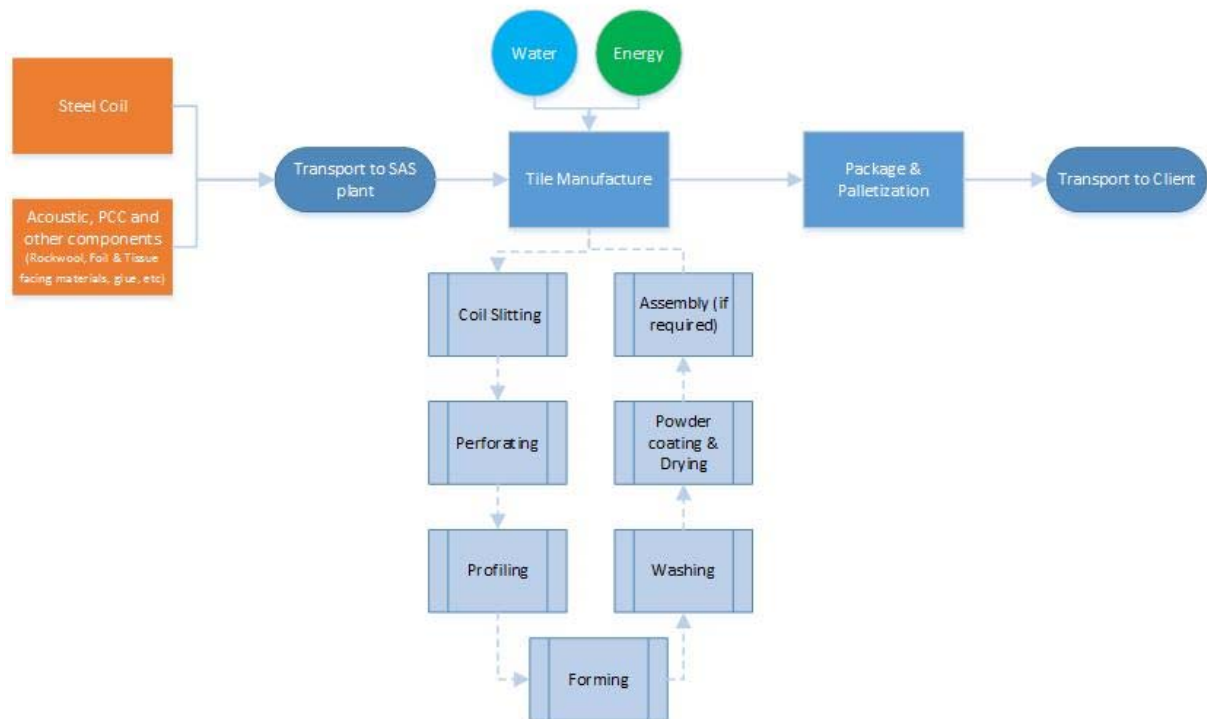 Water
Energy
Steel Coil
Transport to SAS
plant
Tile Manufacture
Package &
Palletization
Transport to Client
Acoustic, PCC and
other components
(Rockwool, Foil & Tissue
facing materials, glue, etc)
Coil Slitting
Assembly (if
required)
Perforating
Powder
coating &
Drying
Profiling
Washing
Forming